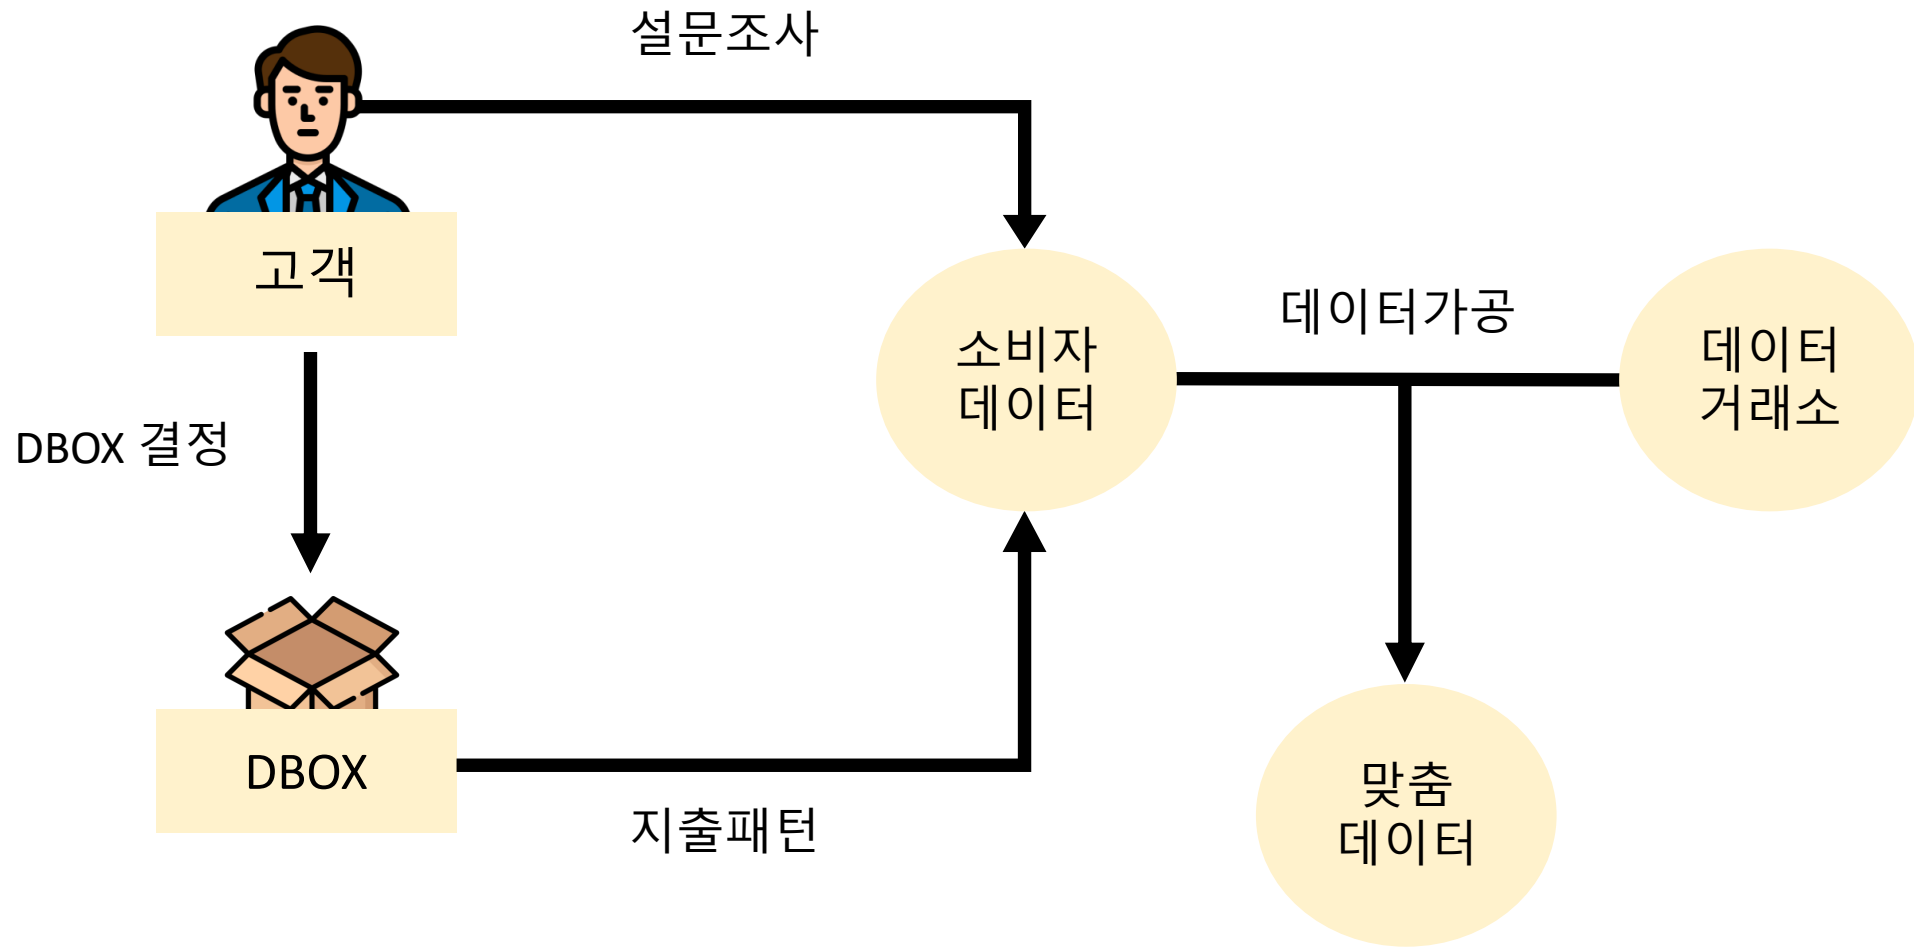 설문조사
고객
데이터가공
소비자
데이터
데이터
거래소
DBOX 결정
DBOX
지출패턴
맞춤
데이터